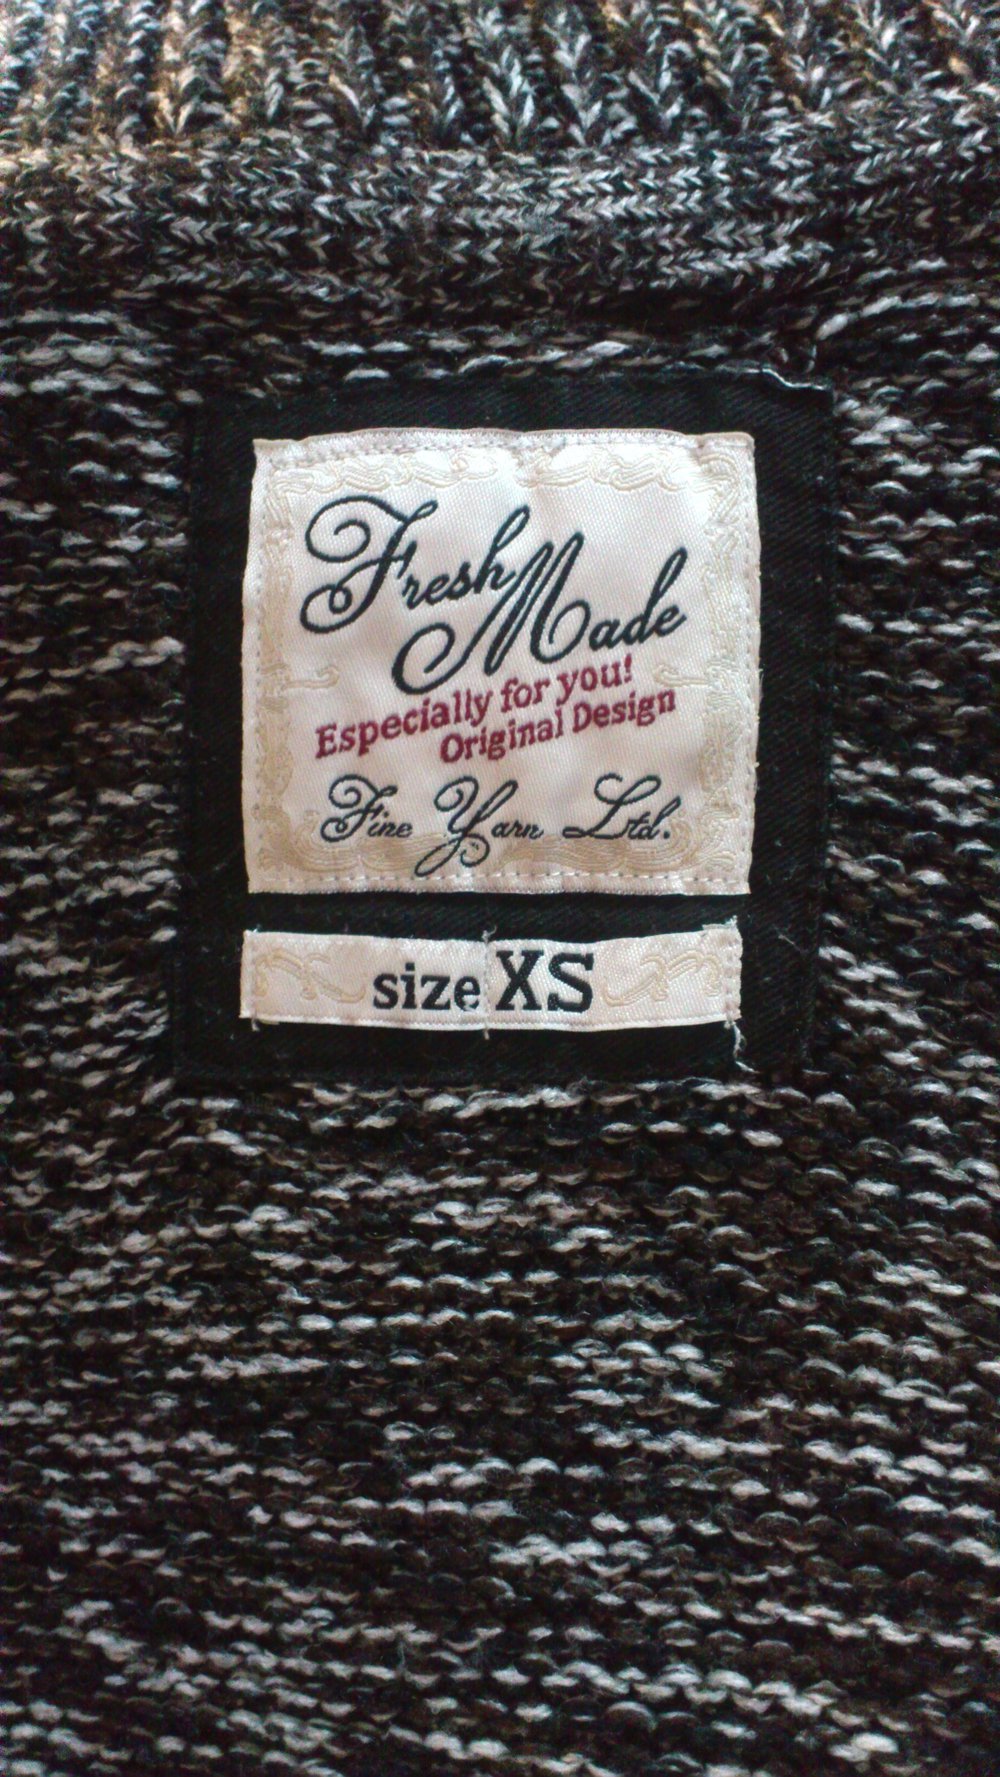 Fresh
Made
Especially for you!
Original Design
Fine Yarn Ltd.
size XS